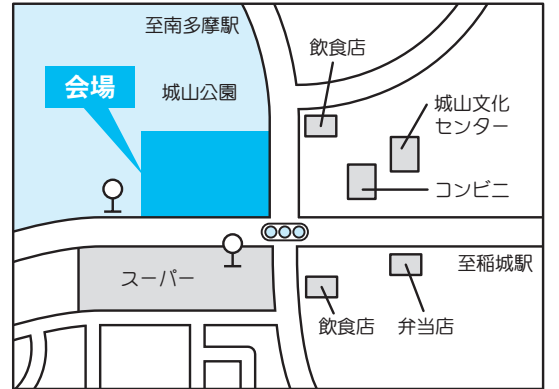 至南多摩駅
飲食店
会場
城山公園
城山文化
センター
コンビニ
至稲城駅
スーパー
飲食店
弁当店